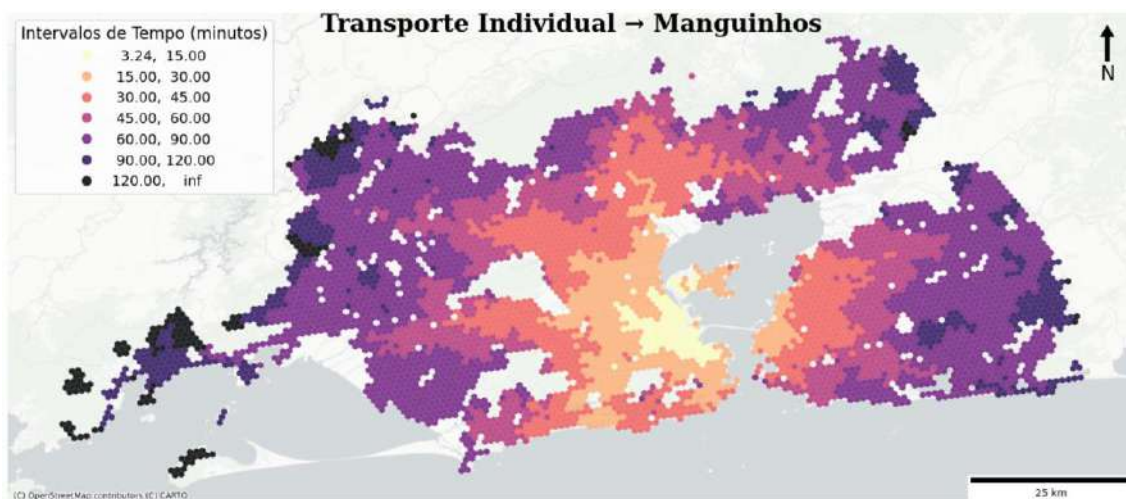 Transporte Individual → Manguinhos
Intervalos de Tempo (minutos)
3.24, 15.00
15.00, 30.00
30.00, 45.00
45.00, 60.00
60.00, 90.00
90.00, 120.00
120.00, inf
N
(C) OpenStreetMap contributors (C) CARTO
25 km